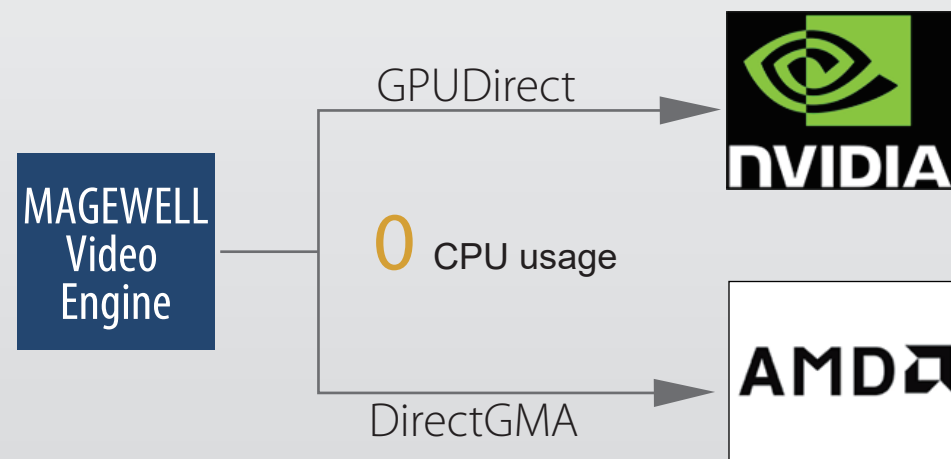 GPUDirect
NVIDIA
MAGEWELL
Video
Engine
0 CPU usage
AMD
DirectGMA